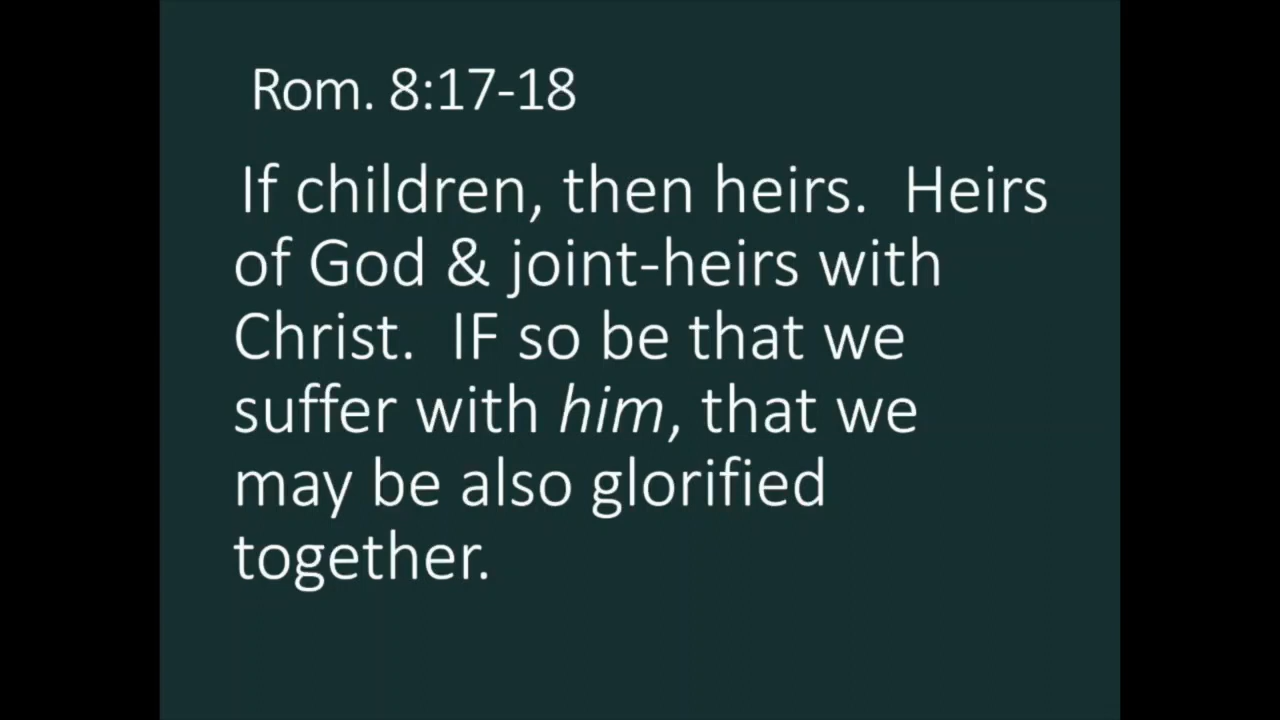 Rom. 8:17-18
If children, then heirs.  Heirs
of God & joint-heirs with
Christ.  IF so be that we
suffer with him, that we
may be also glorified
together.